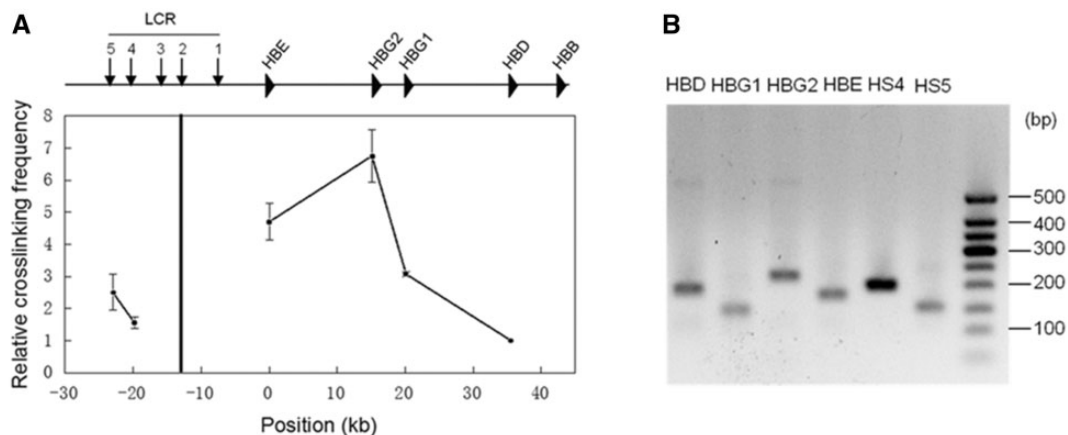 A
LCR
5 4 3 2 1
HBE HBG2 HBG1 HBD HBB
8
7
6
5
4
3
2
1
0
Relative crosslinking frequency
-30 -20 -10 0 10 20 30 40
Position (kb)
B
HBD HBG1 HBG2 HBE HS4 HS5
(bp)
500
400
300
200
100